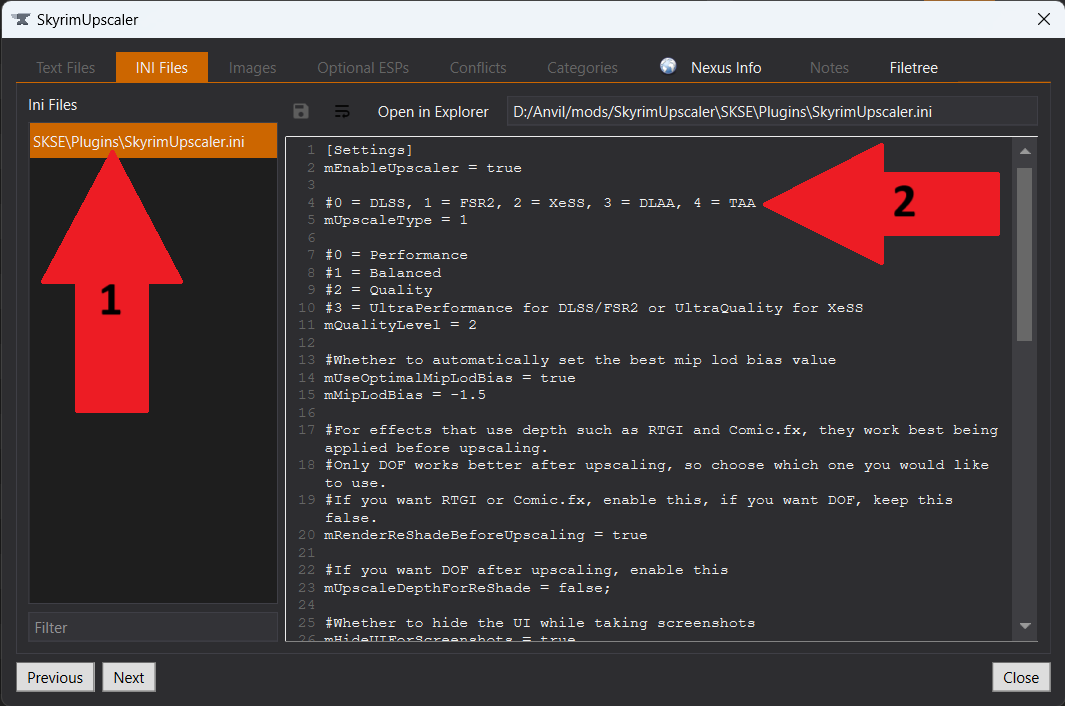 SkyrimUpscaler
Text Files INI Files Images Optional ESPs Conflicts Categories Nexus Info Notes Filetree
Ini Files
Open in Explorer D:/Anvil/mods/SkyrimUpscaler\SKSE\Plugins\SkyrimUpscaler.ini
SKSE\Plugins\SkyrimUpscaler.ini
1
Filter
1 [Settings]
2 mEnableUpscaler = true
3
4 #0 = DLSS, 1 = FSR2, 2 = XeSS, 3 = DLAA, 4 = TAA
2
5 mUpscaleType = 1
6
7 #0 = Performance
8 #1 = Balanced
9 #2 = Quality
10 #3 = UltraPerformance for DLSS/FSR2 or UltraQuality for XeSS
11 mQualityLevel = 2
12
13 #Whether to automatically set the best mip lod bias value
14 mUseOptimalMipLodBias = true
15 mMipLodBias = -1.5
16
17 #For effects that use depth such as RTGI and Comic.fx, they work best being
applied before upscaling.
18 #Only DOF works better after upscaling, so choose which one you would like
to use.
19 #If you want RTGI or Comic.fx, enable this, if you want DOF, keep this
false.
20 mRenderReShadeBeforeUpscaling = true
21
22 #If you want DOF after upscaling, enable this
23 mUpscaleDepthForReShade = false;
24
25 #Whether to hide the UI while taking screenshots
26 mHideUIForScreenshots = true
Previous Next Close